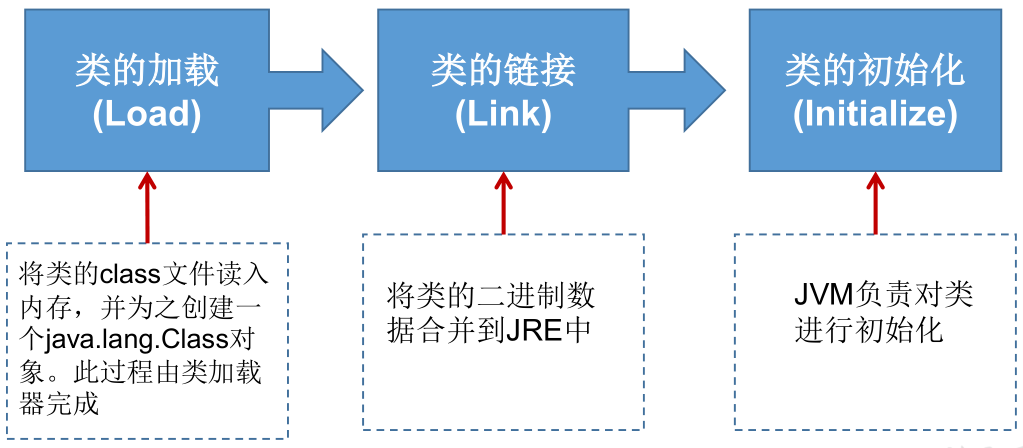 类的加载
(Load)
类的链接
(Link)
类的初始化
(Initialize)
将类的class文件读入
内存，并为之创建一
个java.lang.Class对
象。此过程由类加载
器完成
将类的二进制数
据合并到JRE中
JVM负责对类
进行初始化